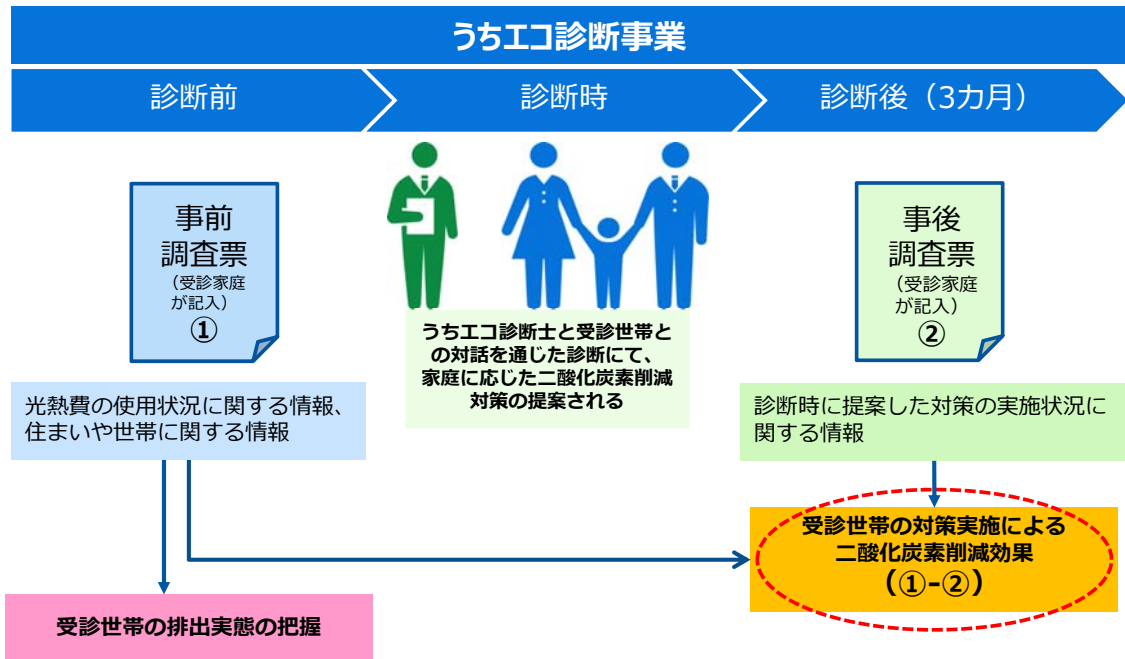 うちエコ診断事業
診断前
診断時
診断後（3カ月）
事前
調査票
（受診家庭
が記入）
①
うちエコ診断士と受診世帯と
の対話を通じた診断にて、
家庭に応じた二酸化炭素削減
対策の提案される
事後
調査票
（受診家庭
が記入）
②
光熱費の使用状況に関する情報、
住まいや世帯に関する情報
診断時に提案した対策の実施状況に
関する情報
受診世帯の対策実施による
二酸化炭素削減効果
（①-②）
受診世帯の排出実態の把握